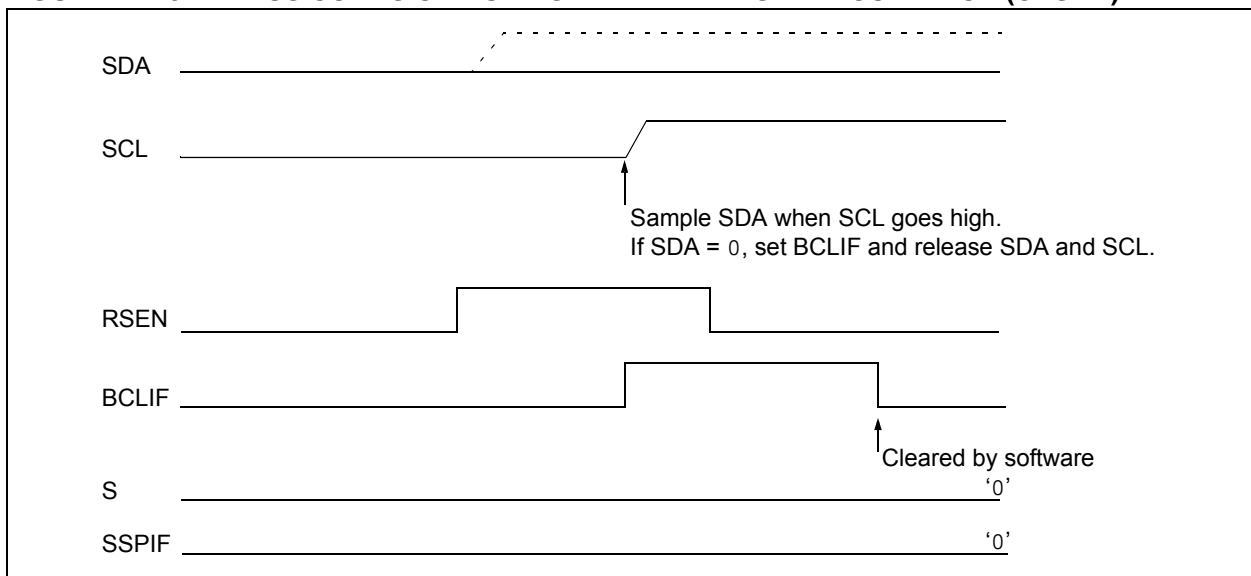 SDA
SCL
Sample SDA when SCL goes high.
If SDA = 0, set BCLIF and release SDA and SCL.
RSEN
BCLIF
Cleared by software
S
'0'
SSPIF
'0'